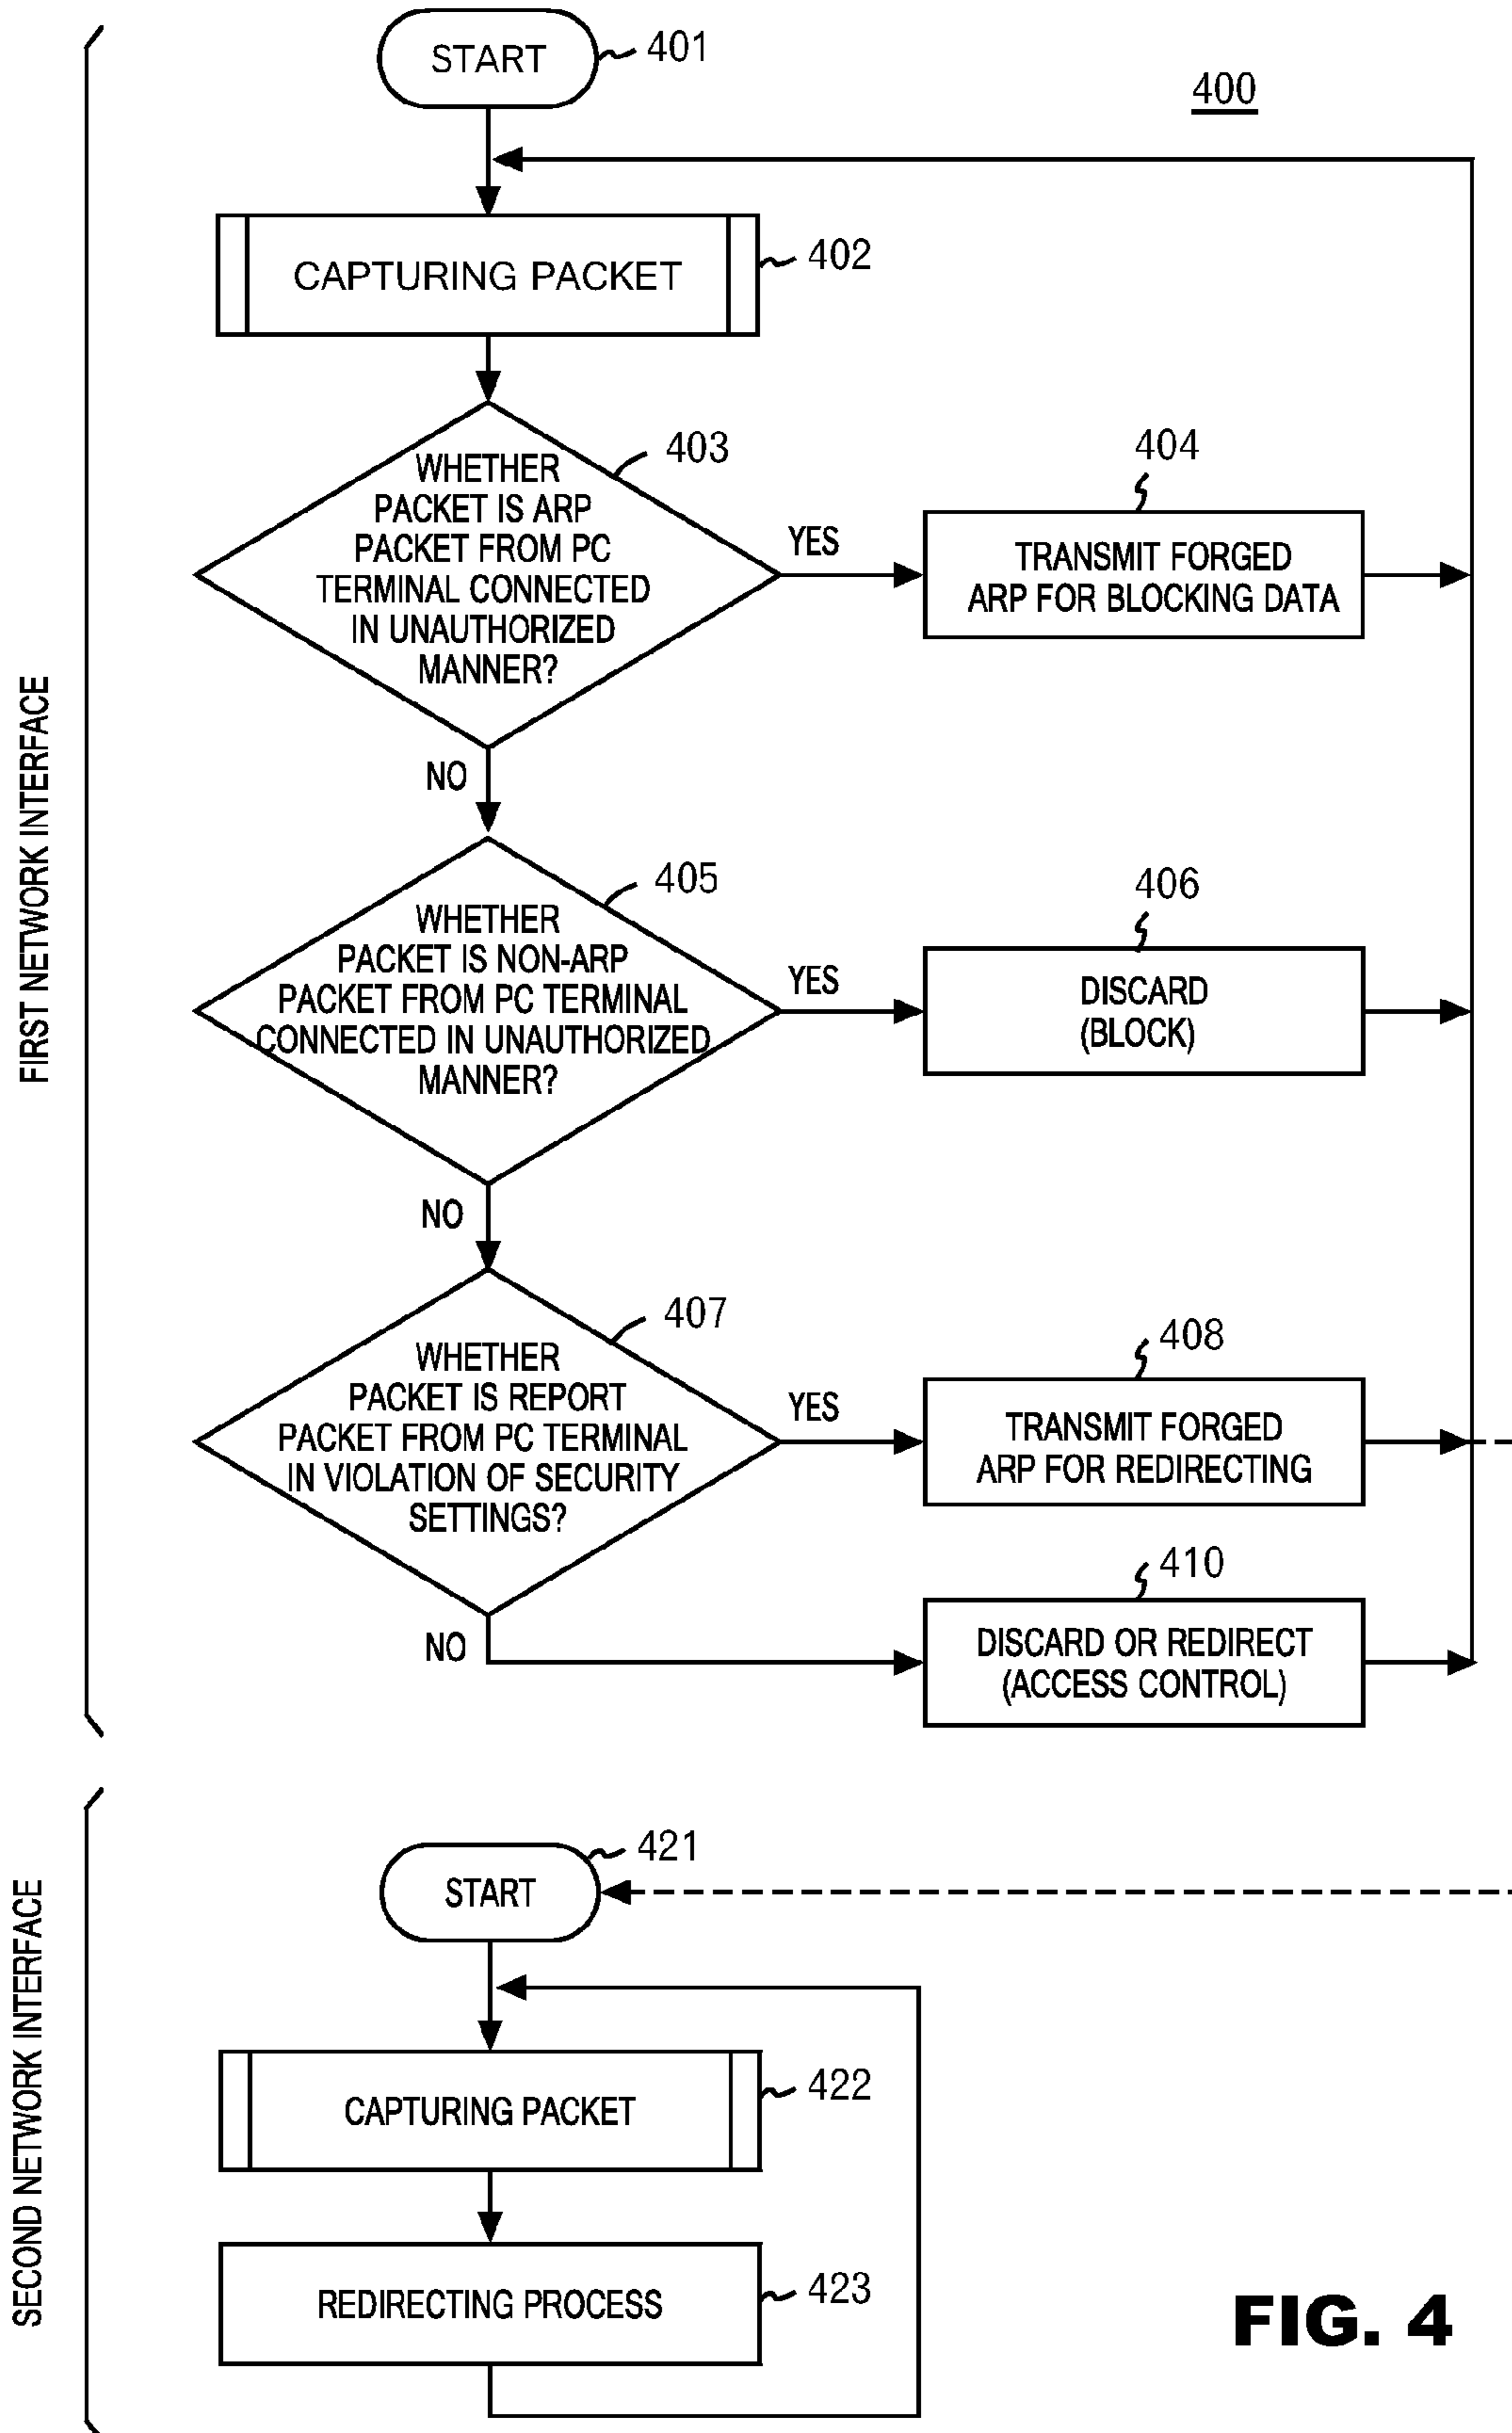 START
401
400
CAPTURING PACKET
402
FIRST NETWORK INTERFACE
WHETHER
PACKET IS ARP
PACKET FROM PC
TERMINAL CONNECTED
IN UNAUTHORIZED
MANNER?
403
YES
404
TRANSMIT FORGED
ARP FOR BLOCKING DATA
NO
WHETHER
PACKET IS NON-ARP
PACKET FROM PC TERMINAL
CONNECTED IN UNAUTHORIZED
MANNER?
405
YES
406
DISCARD
(BLOCK)
NO
WHETHER
PACKET IS REPORT
PACKET FROM PC TERMINAL
IN VIOLATION OF SECURITY
SETTINGS?
407
YES
408
TRANSMIT FORGED
ARP FOR REDIRECTING
NO
410
DISCARD OR REDIRECT
(ACCESS CONTROL)
SECOND NETWORK INTERFACE
START
421
CAPTURING PACKET
422
REDIRECTING PROCESS
423
FIG. 4